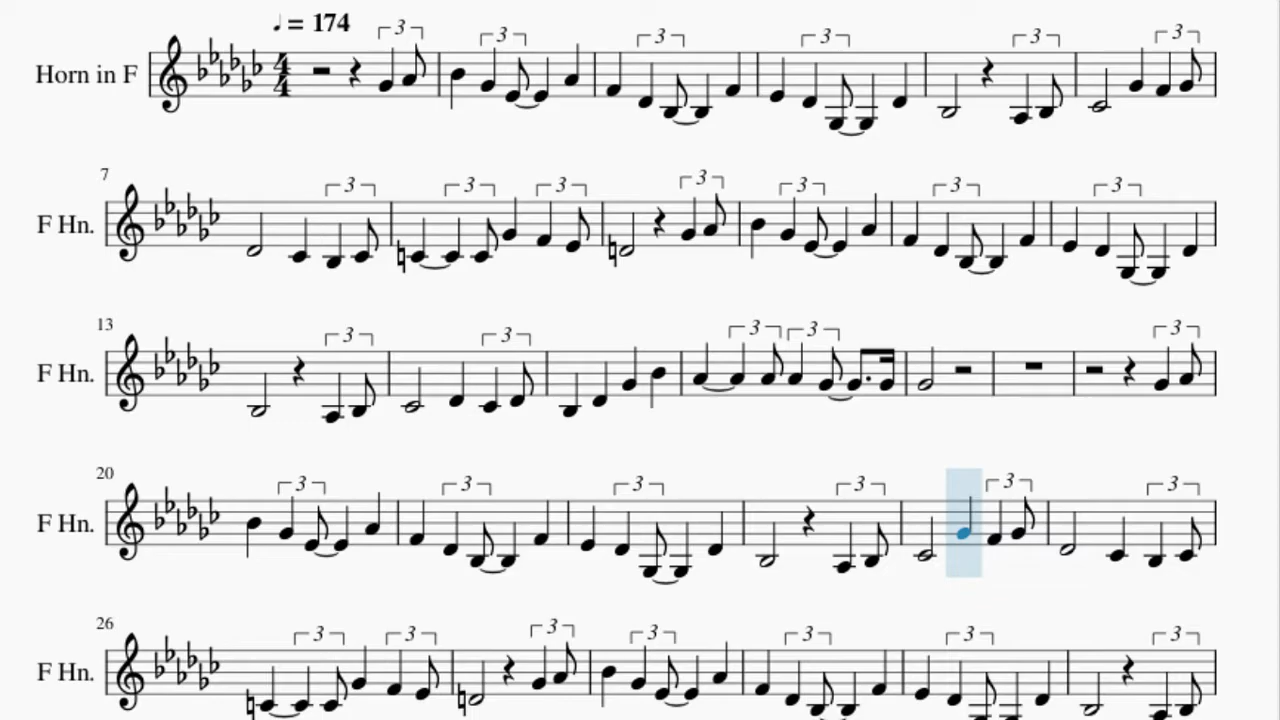 ♩ = 174
3
Horn in F 4/4 3 3 3 3 3
7
F Hn. 3 3 3 3 3 3 3
13
F Hn. 3 3 3 3 3
20
F Hn. 3 3 3 3 3 3
26
F Hn. 3 3 3 3 3 3 3